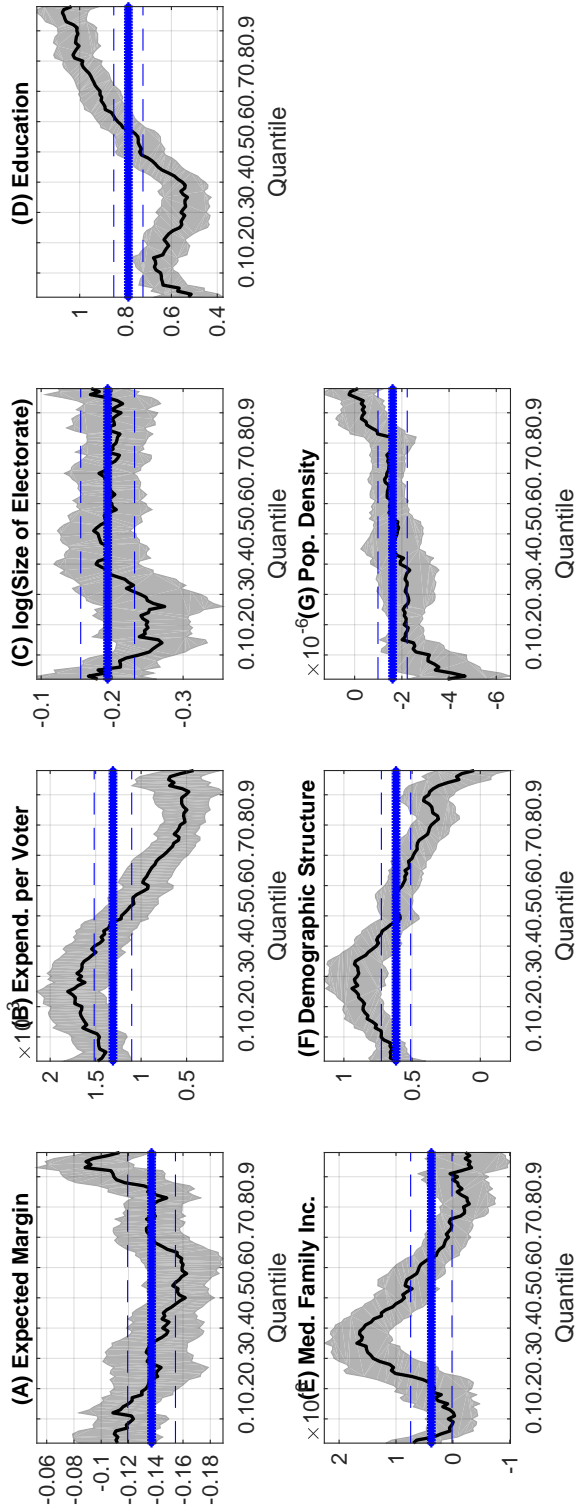 (A) Expected Margin
-0.06
-0.08
-0.1
-0.12
-0.14
-0.16
-0.18
0.10.20.30.40.50.60.70.80.9
Quantile
×10
-3
(B) Expend. per Voter
2
1.5
1
0.5
0.10.20.30.40.50.60.70.80.9
Quantile
(C) log(Size of Electorate)
-0.1
-0.2
-0.3
0.10.20.30.40.50.60.70.80.9
Quantile
(D) Education
1
0.8
0.6
0.4
0.10.20.30.40.50.60.70.80.9
Quantile
×10
(E) Med. Family Inc.
2
1
0
-1
0.10.20.30.40.50.60.70.80.9
Quantile
(F) Demographic Structure
1
0.5
0
0.10.20.30.40.50.60.70.80.9
Quantile
×10-6(G) Pop. Density
0
-2
-4
-6
0.10.20.30.40.50.60.70.80.9
Quantile